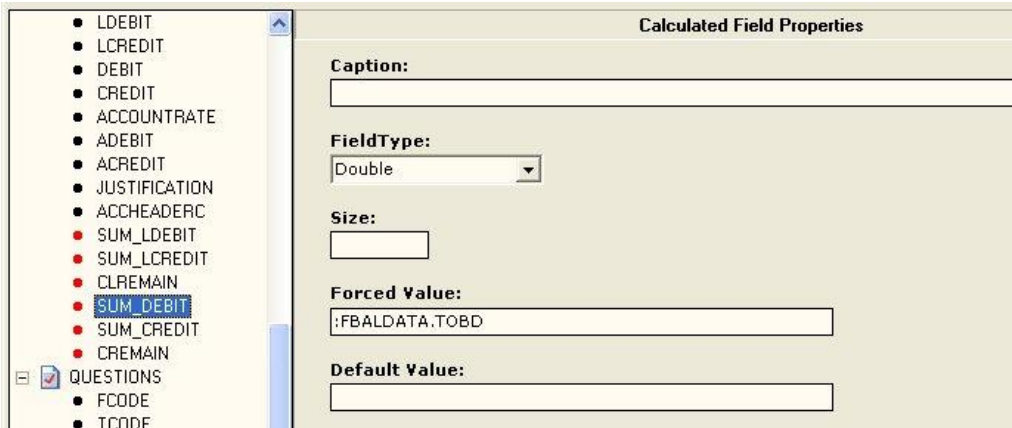 LDEBIT
LCREDIT
DEBIT
CREDIT
ACCOUNTRATE
ADEBIT
ACREDIT
JUSTIFICATION
ACCHEADERC
SUM_LDEBIT
SUM_LCREDIT
CLREMAIN
SUM_DEBIT
SUM_CREDIT
CREMAIN
QUESTIONS
FCODE
TCODE
Calculated Field Properties
Caption:
FieldType:
Double
Size:
Forced Value:
:FBALDATA.TOBD
Default Value: